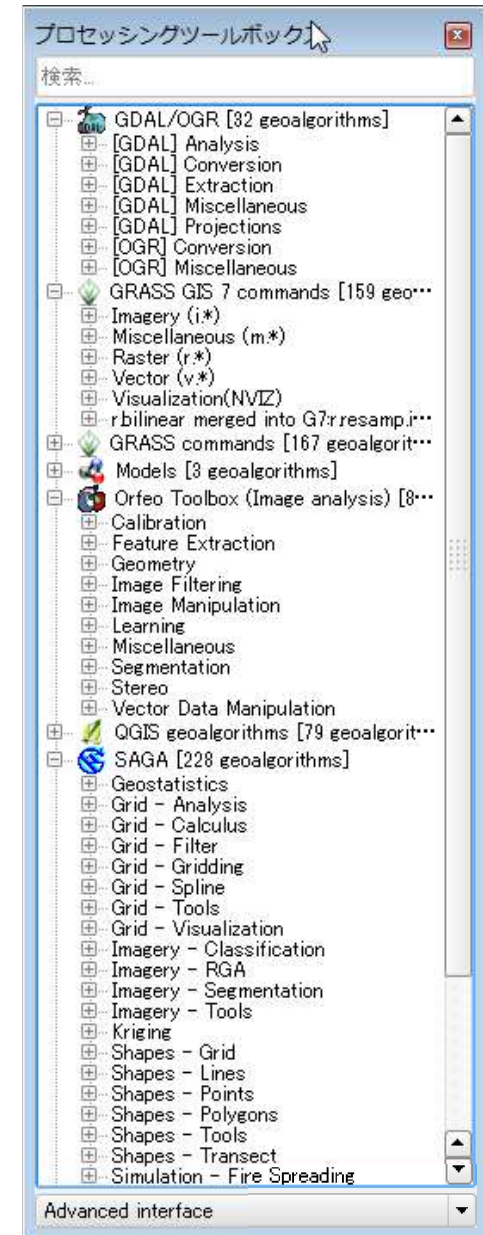 プロセッシングツールボックス
検索...
GDAL/OGR [32 geoalgorithms]
[GDAL] Analysis
[GDAL] Conversion
[GDAL] Extraction
[GDAL] Miscellaneous
[GDAL] Projections
[OGR] Conversion
[OGR] Miscellaneous
GRASS GIS 7 commands [159 geo…
Imagery (i.*)
Miscellaneous (m.*)
Raster (r.*)
Vector (v.*)
Visualization(NVIZ)
r.bilinear merged into G7:r.resamp.i…
GRASS commands [167 geoalgorit…
Models [3 geoalgorithms]
Orfeo Toolbox (Image analysis) [8…
Calibration
Feature Extraction
Geometry
Image Filtering
Image Manipulation
Learning
Miscellaneous
Segmentation
Stereo
Vector Data Manipulation
QGIS geoalgorithms [79 geoalgorit…
SAGA [228 geoalgorithms]
Geostatistics
Grid - Analysis
Grid - Calculus
Grid - Filter
Grid - Gridding
Grid - Spline
Grid - Tools
Grid - Visualization
Imagery - Classification
Imagery - RGA
Imagery - Segmentation
Imagery - Tools
Kriging
Shapes - Grid
Shapes - Lines
Shapes - Points
Shapes - Polygons
Shapes - Tools
Shapes - Transect
Simulation - Fire Spreading
Advanced interface